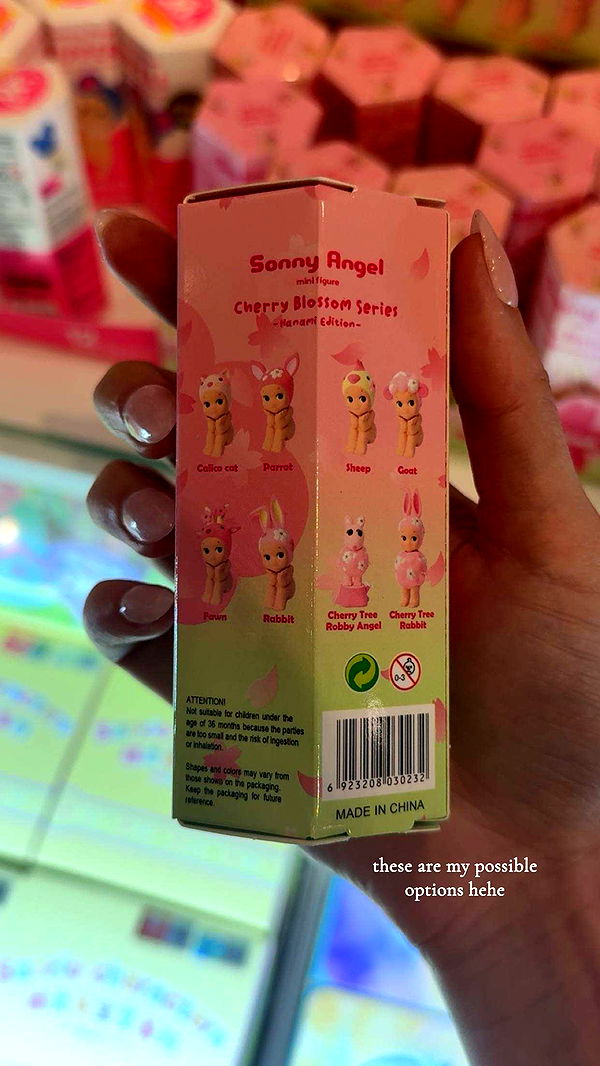 Sonny Angel
mini figure
Cherry Blossom Series
-Hanami Edition-
Calico cat
Parrot
Sheep
Goat
Fawn
Rabbit
Cherry Tree
Robby Angel
Cherry Tree
Rabbit
0-3
ATTENTION!
Not suitable for children under the
age of 36 months because the parties
are too small and the risk of ingestion
or inhalation.
Shapes and colors may vary from
those shown on the packaging.
Keep the packaging for future
reference.
6 923208 030232
MADE IN CHINA
these are my possible
options hehe